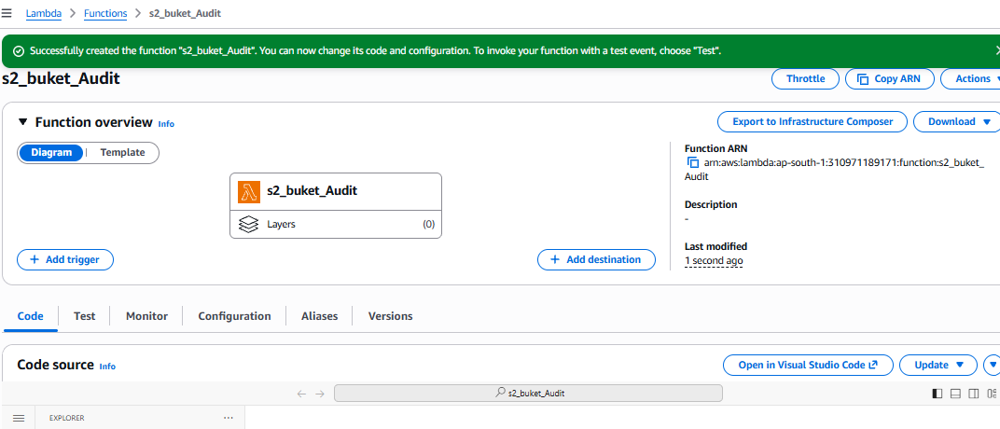 Lambda > Functions > s2_buket_Audit
Successfully created the function "s2_buket_Audit". You can now change its code and configuration. To invoke your function with a test event, choose "Test".
s2_buket_Audit
Throttle
Copy ARN
Actions
Function overview Info
Export to Infrastructure Composer
Download
Diagram
Template
s2_buket_Audit
Layers
(0)
+ Add trigger
+ Add destination
Function ARN
arn:aws:lambda:ap-south-1:310971189171:function:s2_buket_
Audit
Description
-
Last modified
1 second ago
Code
Test
Monitor
Configuration
Aliases
Versions
Code source Info
Open in Visual Studio Code
Update
s2_buket_Audit
EXPLORER
...